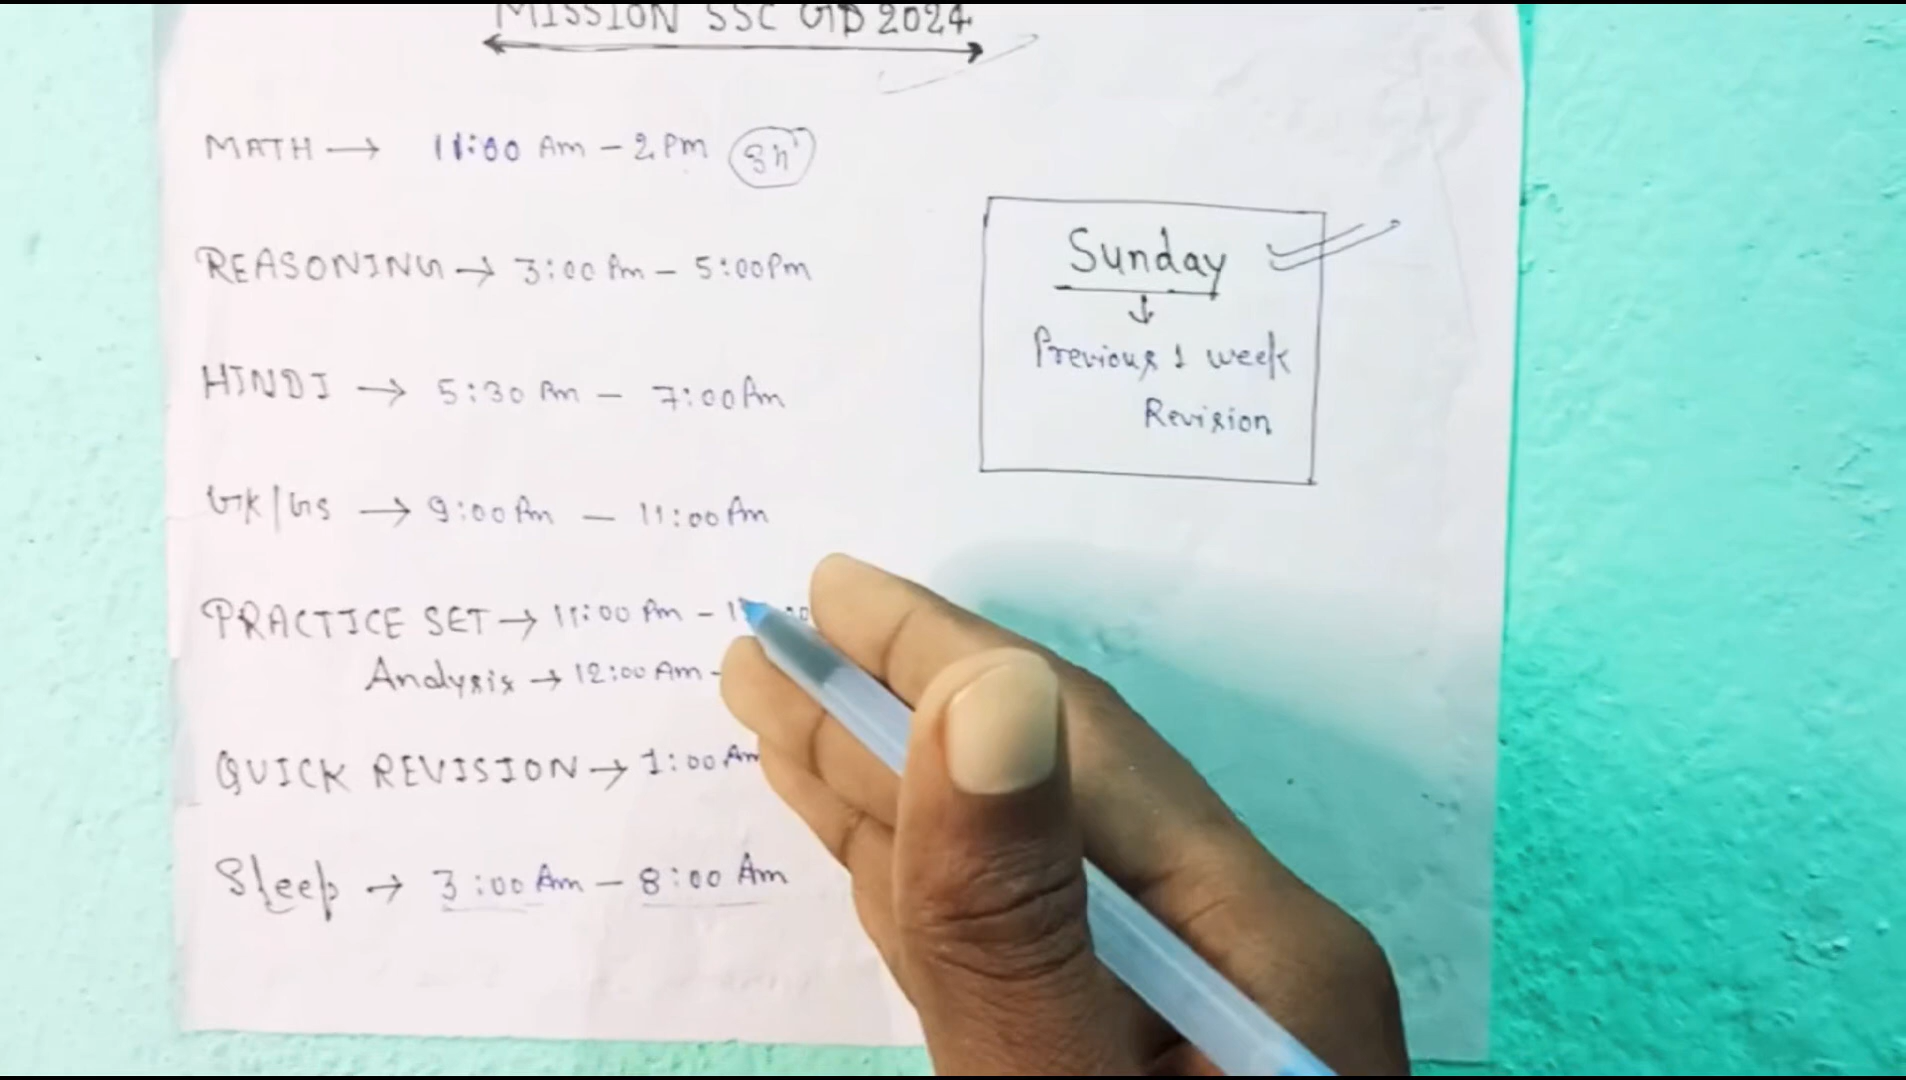 MISSION SSC GD 2024
MATH → 11:00 Am - 2 Pm 3h
REASONING → 3:00 Pm - 5:00 Pm
HINDI → 5:30 Pm - 7:00 Pm
GK/GS → 9:00 Pm - 11:00 Pm
PRACTICE SET → 11:00 Pm -
Analysis → 12:00 Am -
QUICK REVISION → 1:00 Am
Sleep → 3:00 Am - 8:00 Am
Sunday
↓
Previous 1 week
Revision